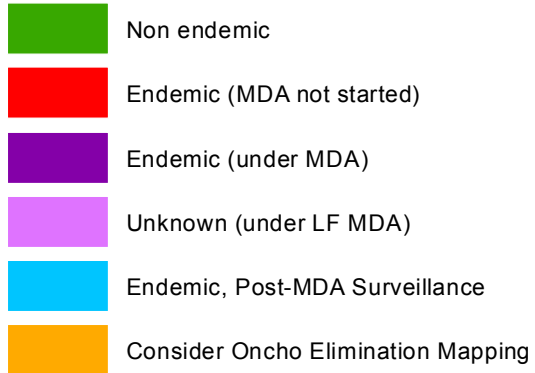 Non endemic
Endemic (MDA not started)
Endemic (under MDA)
Unknown (under LF MDA)
Endemic, Post-MDA Surveillance
Consider Oncho Elimination Mapping